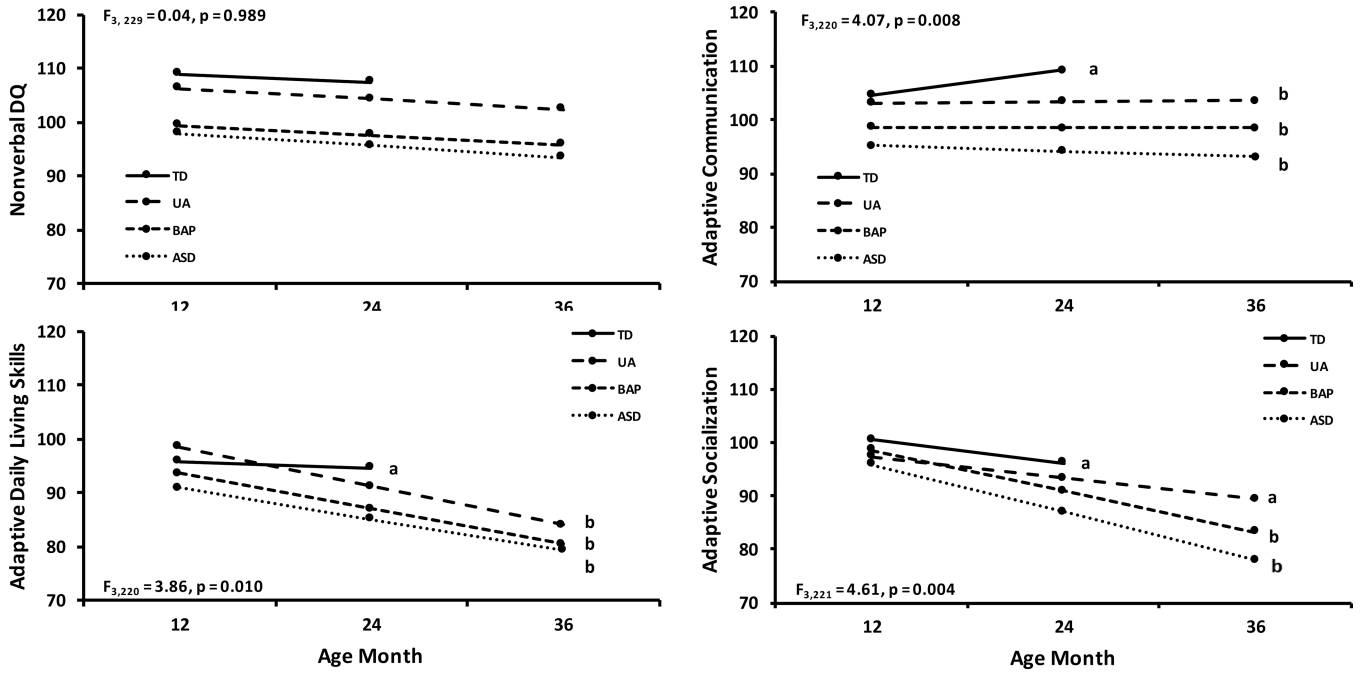 120
F3, 229 = 0.04, p = 0.989
110
100
90
80
70
Nonverbal DQ
TD
UA
BAP
ASD
12
24
36
120
F3,220 = 4.07, p = 0.008
110
100
90
80
70
Adaptive Communication
a
b
b
b
TD
UA
BAP
ASD
12
24
36
120
110
100
90
80
70
Adaptive Daily Living Skills
TD
UA
BAP
ASD
a
b
b
b
F3,220 = 3.86, p = 0.010
12
24
36
Age Month
120
110
100
90
80
70
Adaptive Socialization
TD
UA
BAP
ASD
a
a
b
b
F3,221 = 4.61, p = 0.004
12
24
36
Age Month